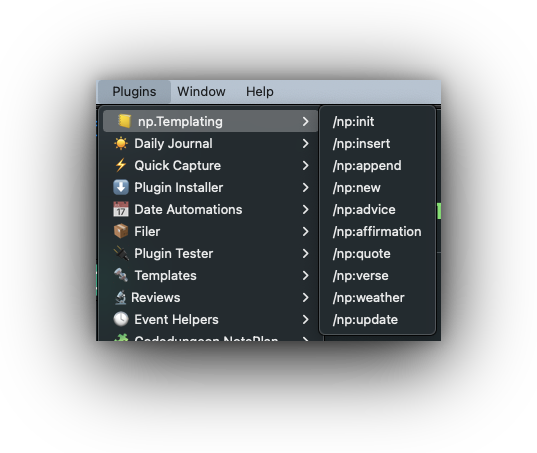 Plugins Window Help
np.Templating
Daily Journal
Quick Capture
Plugin Installer
Date Automations
Filer
Plugin Tester
Templates
Reviews
Event Helpers
/np:init
/np:insert
/np:append
/np:new
/np:advice
/np:affirmation
/np:quote
/np:verse
/np:weather
/np:update